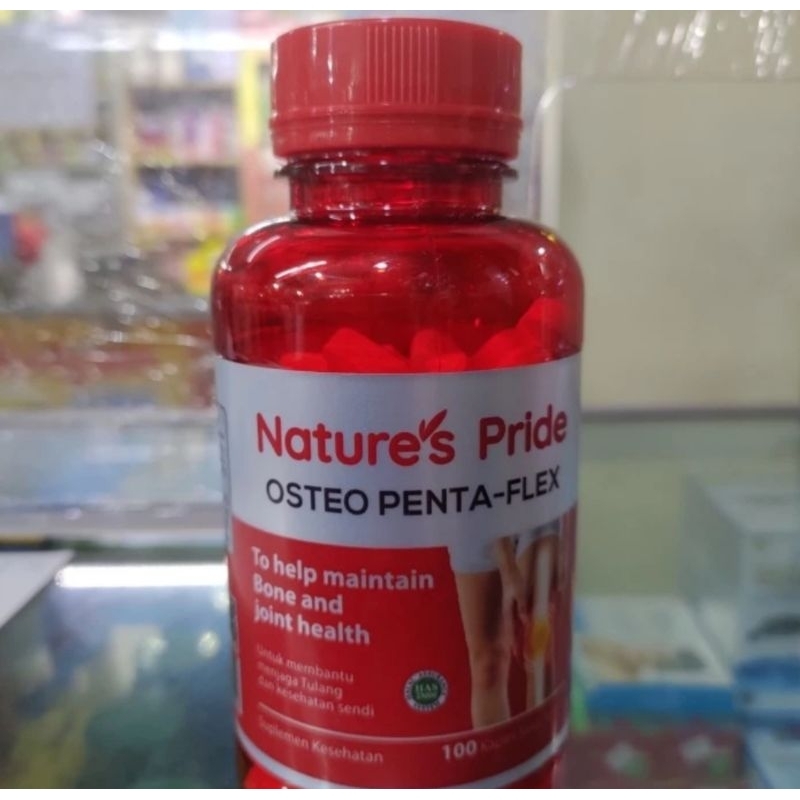 Nature's Pride
OSTEO PENTA-FLEX
To help maintain
Bone and
joint health
Untuk membantu
menjaga Tulang
dan kesehatan sendi
Suplemen Kesehatan
100